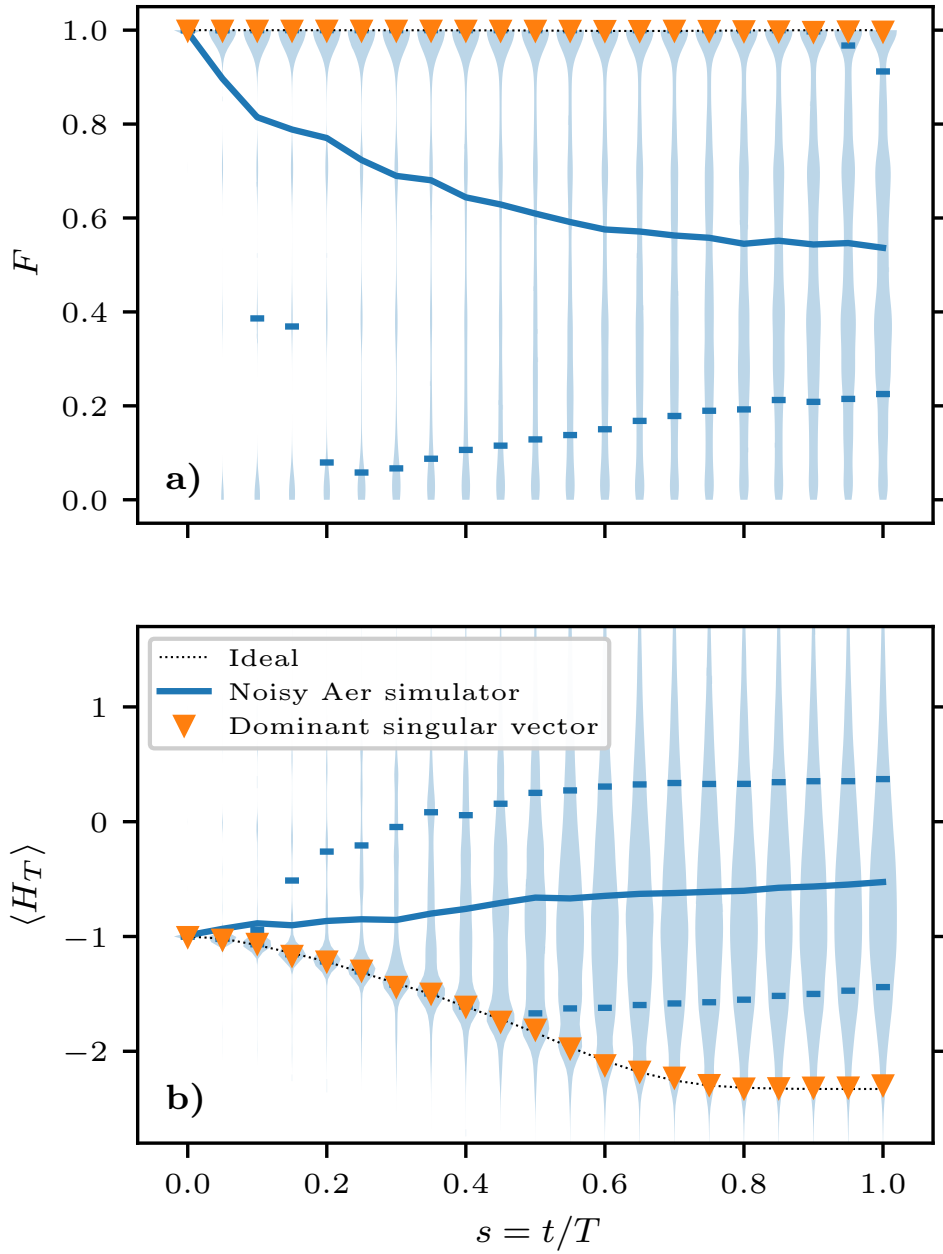 1.0
0.8
0.6
F
0.4
0.2
0.0
a)
Ideal
Noisy Aer simulator
Dominant singular vector
1
0
⟨H_T⟩
−1
−2
b)
0.0 0.2 0.4 0.6 0.8 1.0
s = t/T